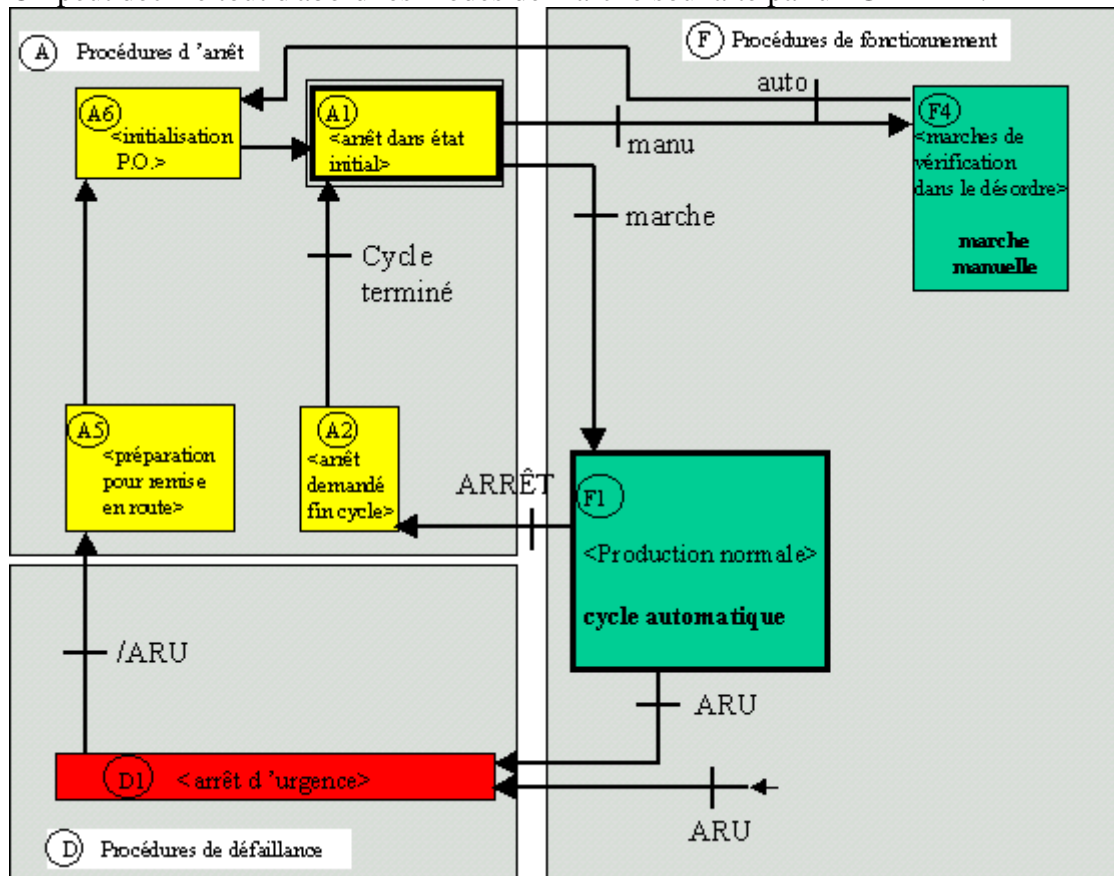 A Procédures d 'arrêt
F Procédures de fonctionnement
A6
<initialisation
P.O.>
A1
<arrêt dans état
initial>
auto
manu
F4
<marches de
vérification
dans le désordre>
marche
manuelle
marche
Cycle
terminé
A5
<préparation
pour remise
en route>
A2
<arrêt
demandé
fin cycle>
ARRÊT
F1
<Production normale>
cycle automatique
/ARU
ARU
D1 <arrêt d 'urgence>
ARU
D Procédures de défaillance